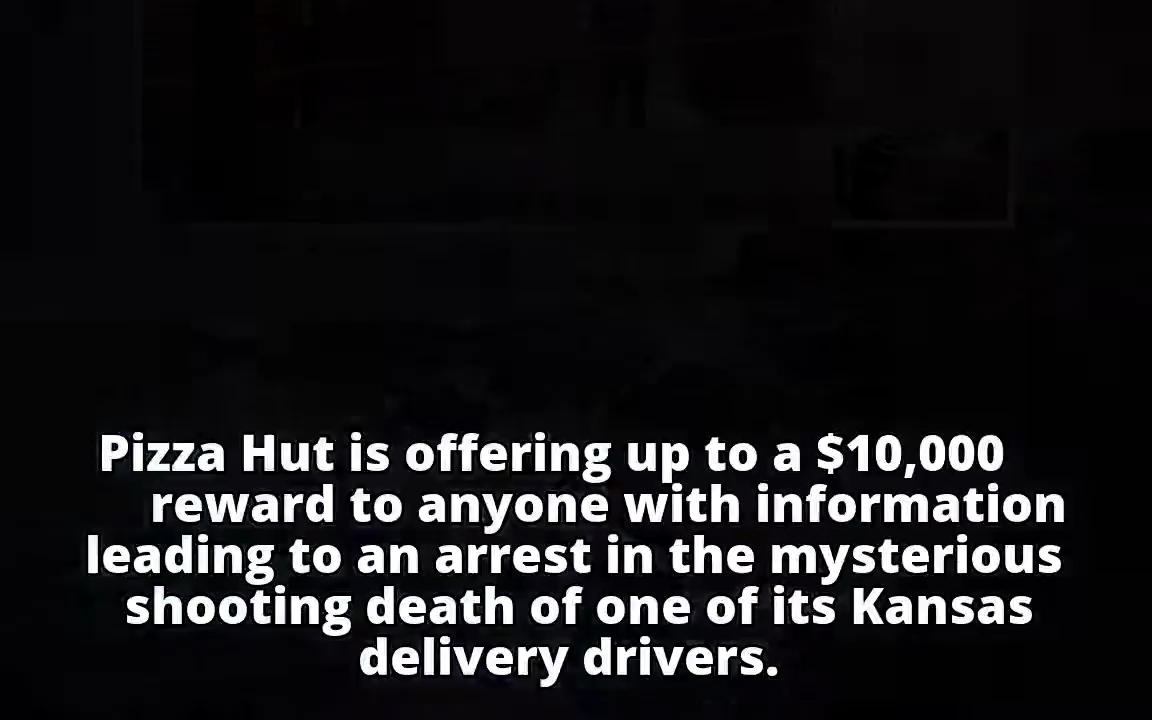 Pizza Hut is offering up to a $10,000
reward to anyone with information
leading to an arrest in the mysterious
shooting death of one of its Kansas
delivery drivers.